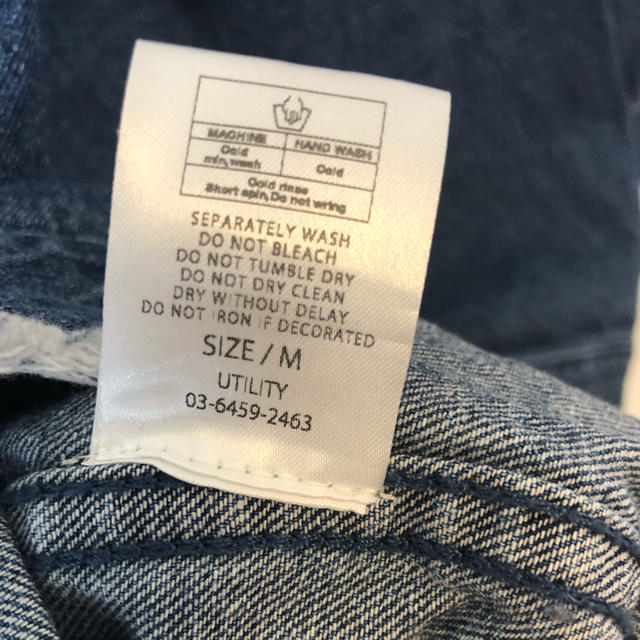 MACHINE HAND WASH
Cold Cold
min,wash
Cold rinse
Short spin,Do not wring
SEPARATELY WASH
DO NOT BLEACH
DO NOT TUMBLE DRY
DO NOT DRY CLEAN
DRY WITHOUT DELAY
DO NOT IRON IF DECORATED
SIZE / M
UTILITY
03-6459-2463